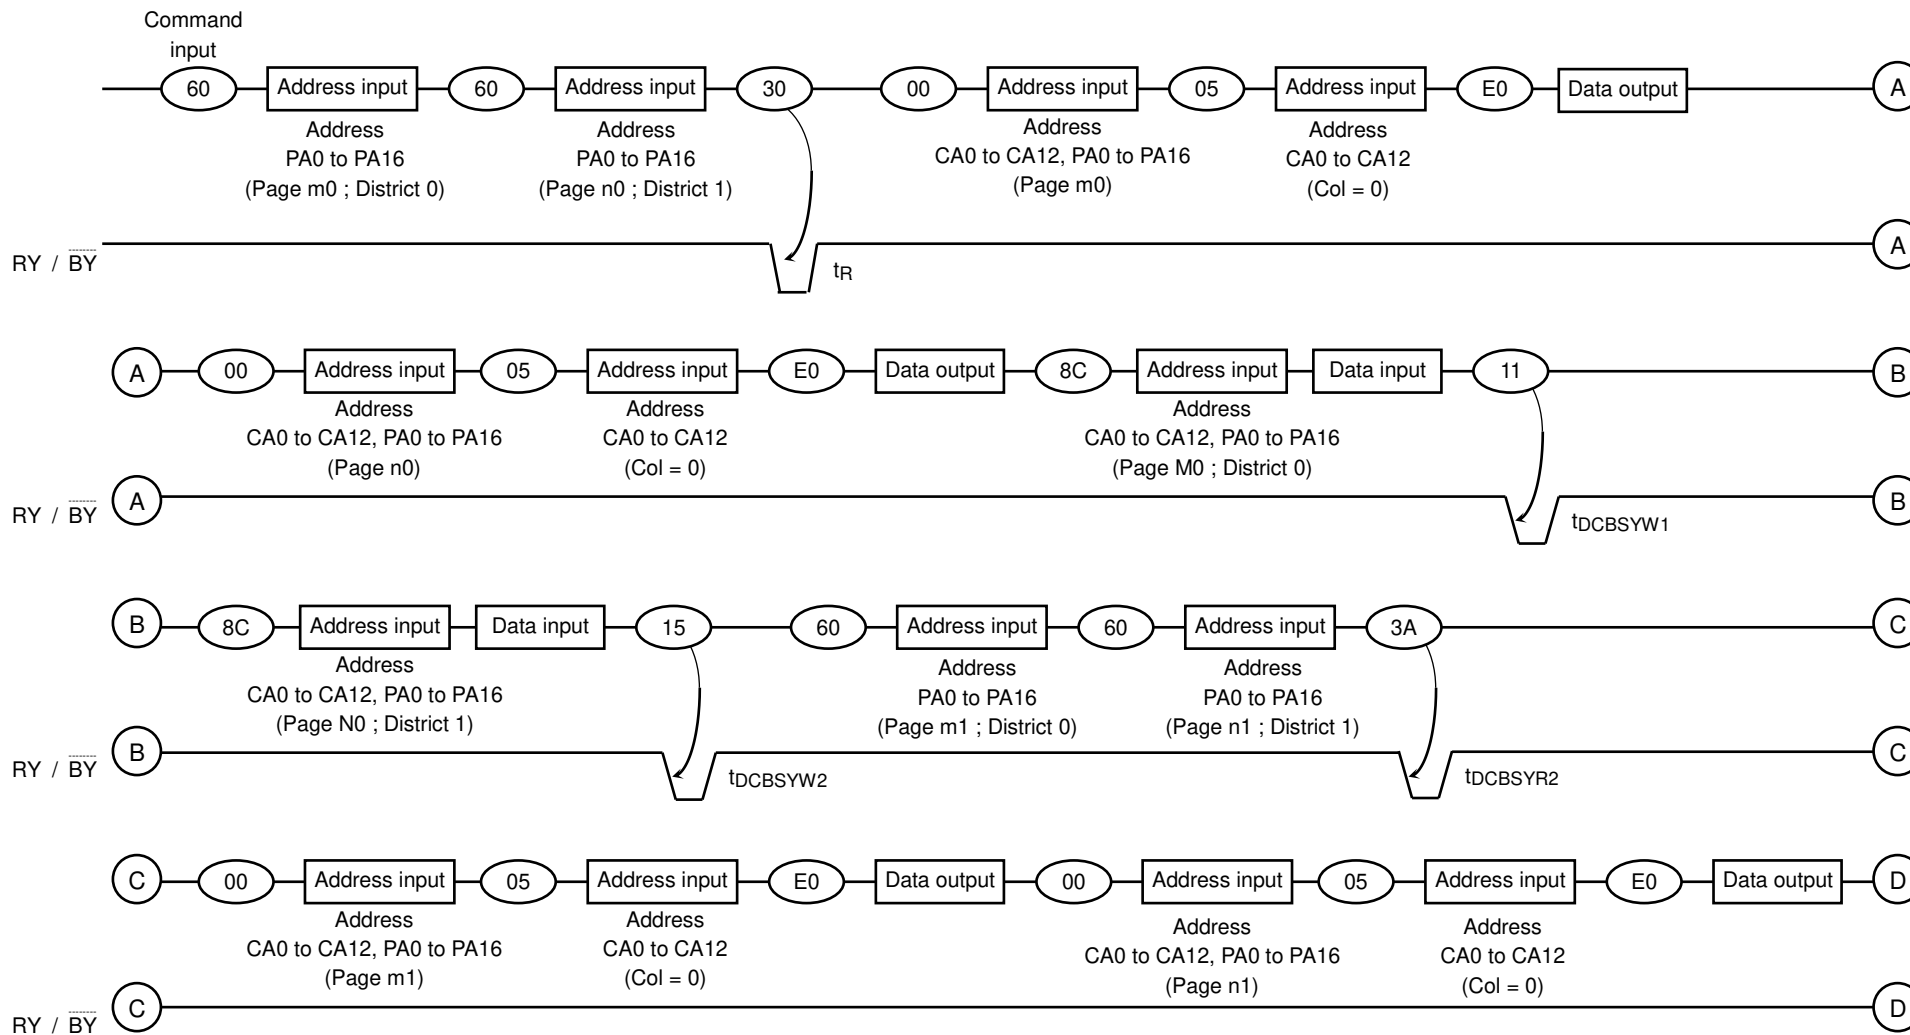 Command
input
60 Address input 60 Address input 30 00 Address input 05 Address input E0 Data output A
Address
PA0 to PA16
(Page m0 ; District 0)
Address
PA0 to PA16
(Page n0 ; District 1)
Address
CA0 to CA12, PA0 to PA16
(Page m0)
Address
CA0 to CA12
(Col = 0)
RY / BY A
tR
A 00 Address input 05 Address input E0 Data output 8C Address input Data input 11 B
Address
CA0 to CA12, PA0 to PA16
(Page n0)
Address
CA0 to CA12
(Col = 0)
Address
CA0 to CA12, PA0 to PA16
(Page M0 ; District 0)
RY / BY A B
tDCBSYW1
B 8C Address input Data input 15 60 Address input 60 Address input 3A C
Address
CA0 to CA12, PA0 to PA16
(Page N0 ; District 1)
Address
PA0 to PA16
(Page m1 ; District 0)
Address
PA0 to PA16
(Page n1 ; District 1)
RY / BY B C
tDCBSYW2 tDCBSYR2
C 00 Address input 05 Address input E0 Data output 00 Address input 05 Address input E0 Data output D
Address
CA0 to CA12, PA0 to PA16
(Page m1)
Address
CA0 to CA12
(Col = 0)
Address
CA0 to CA12, PA0 to PA16
(Page n1)
Address
CA0 to CA12
(Col = 0)
RY / BY C D